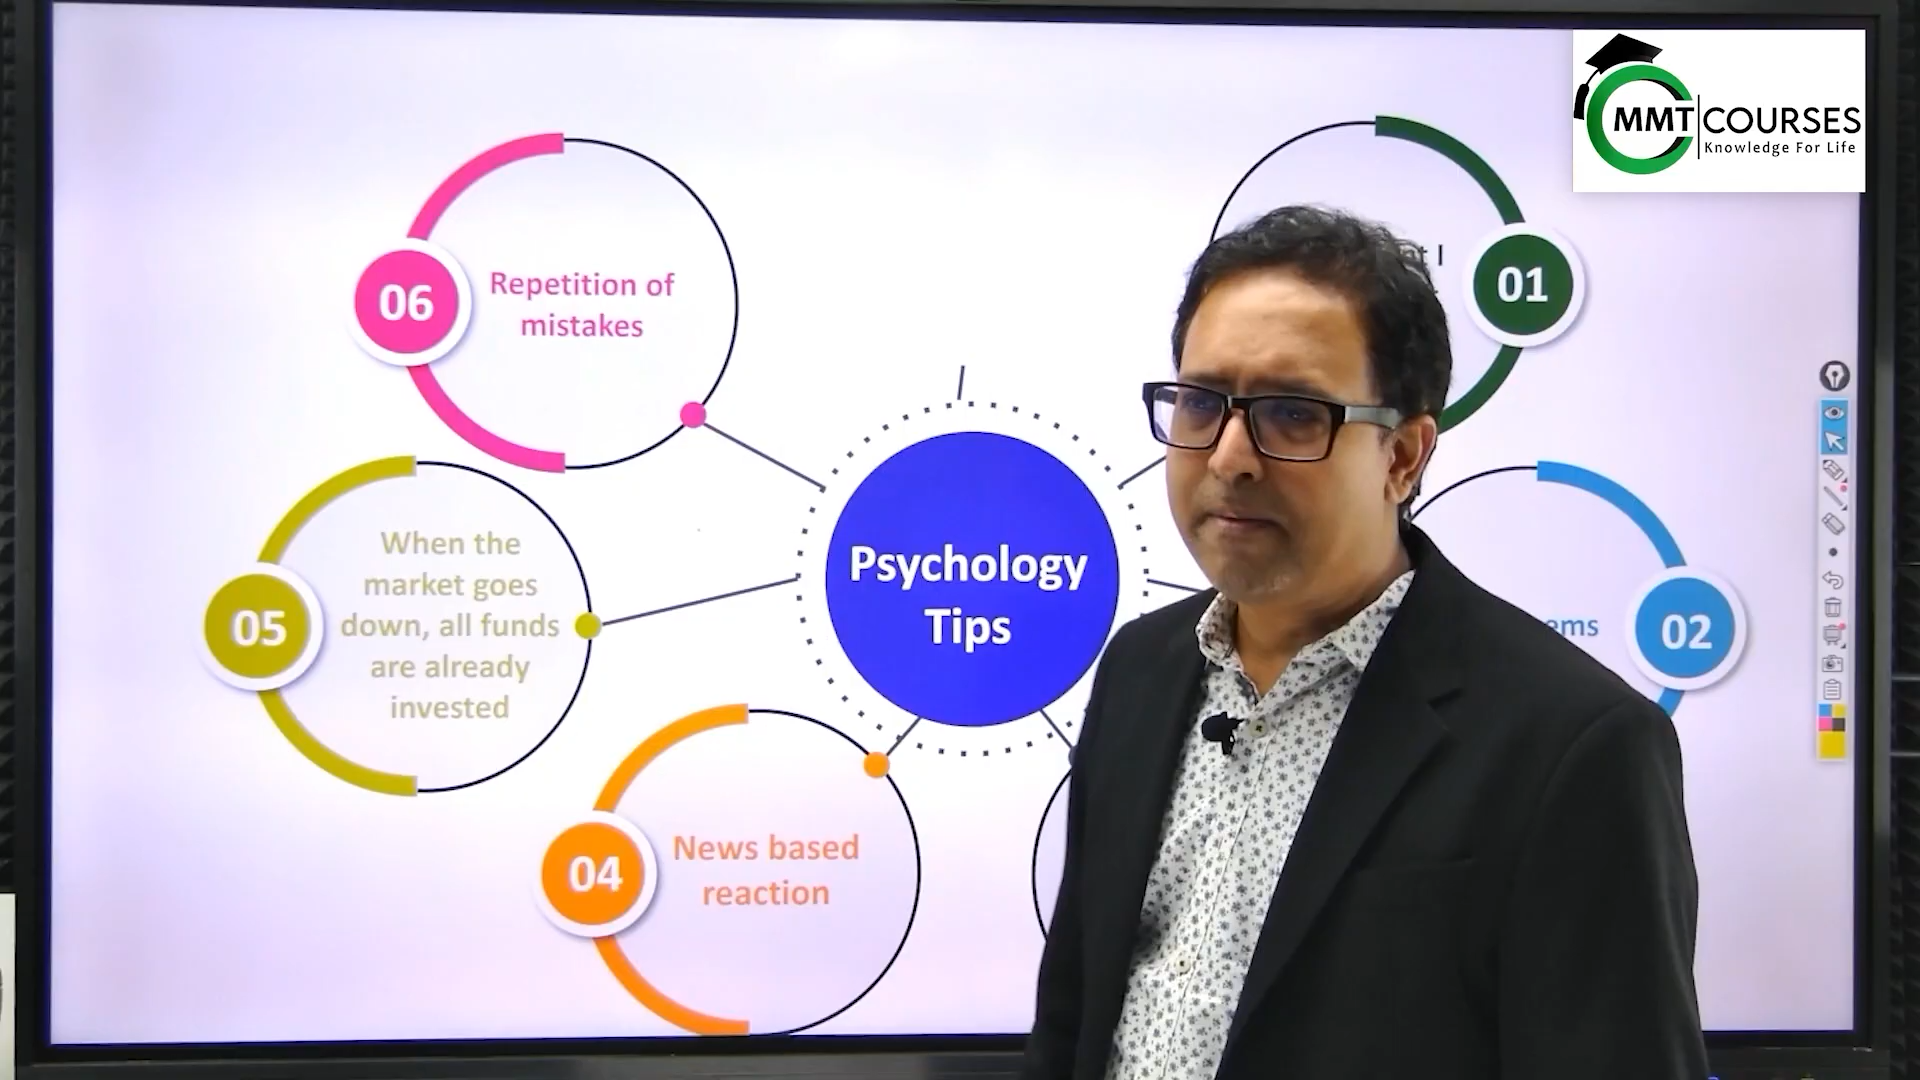 MMT COURSES
Knowledge For Life
06
Repetition of
mistakes
01
I
05
When the
market goes
down, all funds
are already
invested
Psychology
Tips
02
04
News based
reaction